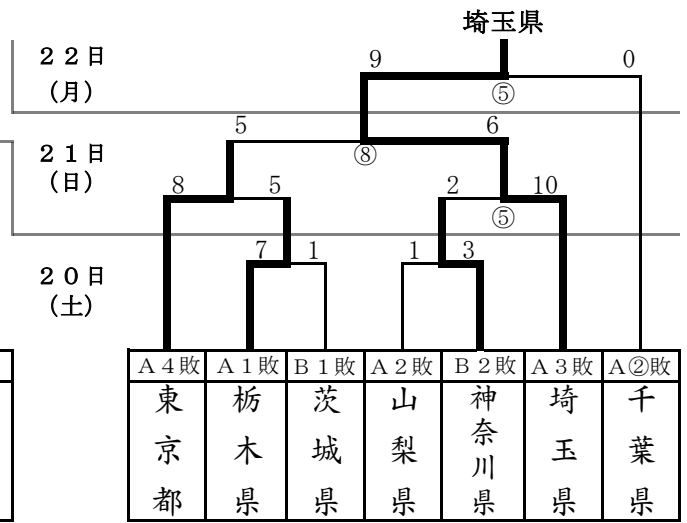 埼玉県
22日
(月)
9
0
⑤
5
6
⑧
21日
(日)
8
5
2
10
⑤
7
1
1
3
20日
(土)
A4敗 A1敗 B1敗 A2敗 B2敗 A3敗 A②敗
東京都
栃木県
茨城県
山梨県
神奈川県
埼玉県
千葉県